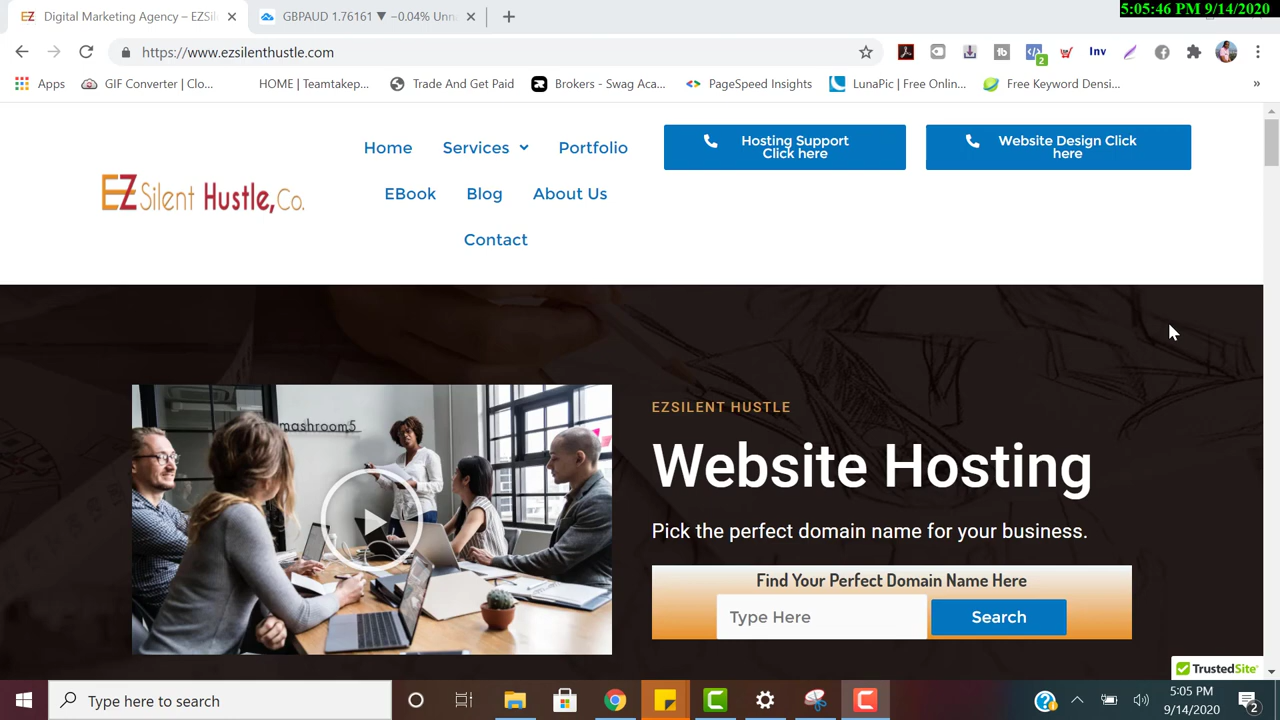 5:05:46 PM 9/14/2020
EZ Digital Marketing Agency – EZSil
GBPAUD 1.76161 ▼ −0.04% Unn
https://www.ezsilenthustle.com
tb
</> 2
Inv
Apps
GIF Converter | Clo...
HOME | Teamtakep...
Trade And Get Paid
Brokers - Swag Aca...
PageSpeed Insights
LunaPic | Free Onlin...
Free Keyword Densi...
»
EZ Silent Hustle, Co.
Home
Services
Portfolio
EBook
Blog
About Us
Contact
Hosting Support
Click here
Website Design Click
here
mashroom5
EZSILENT HUSTLE
Website Hosting
Pick the perfect domain name for your business.
Find Your Perfect Domain Name Here
Type Here
Search
TrustedSite
Type here to search
5:05 PM
9/14/2020
2